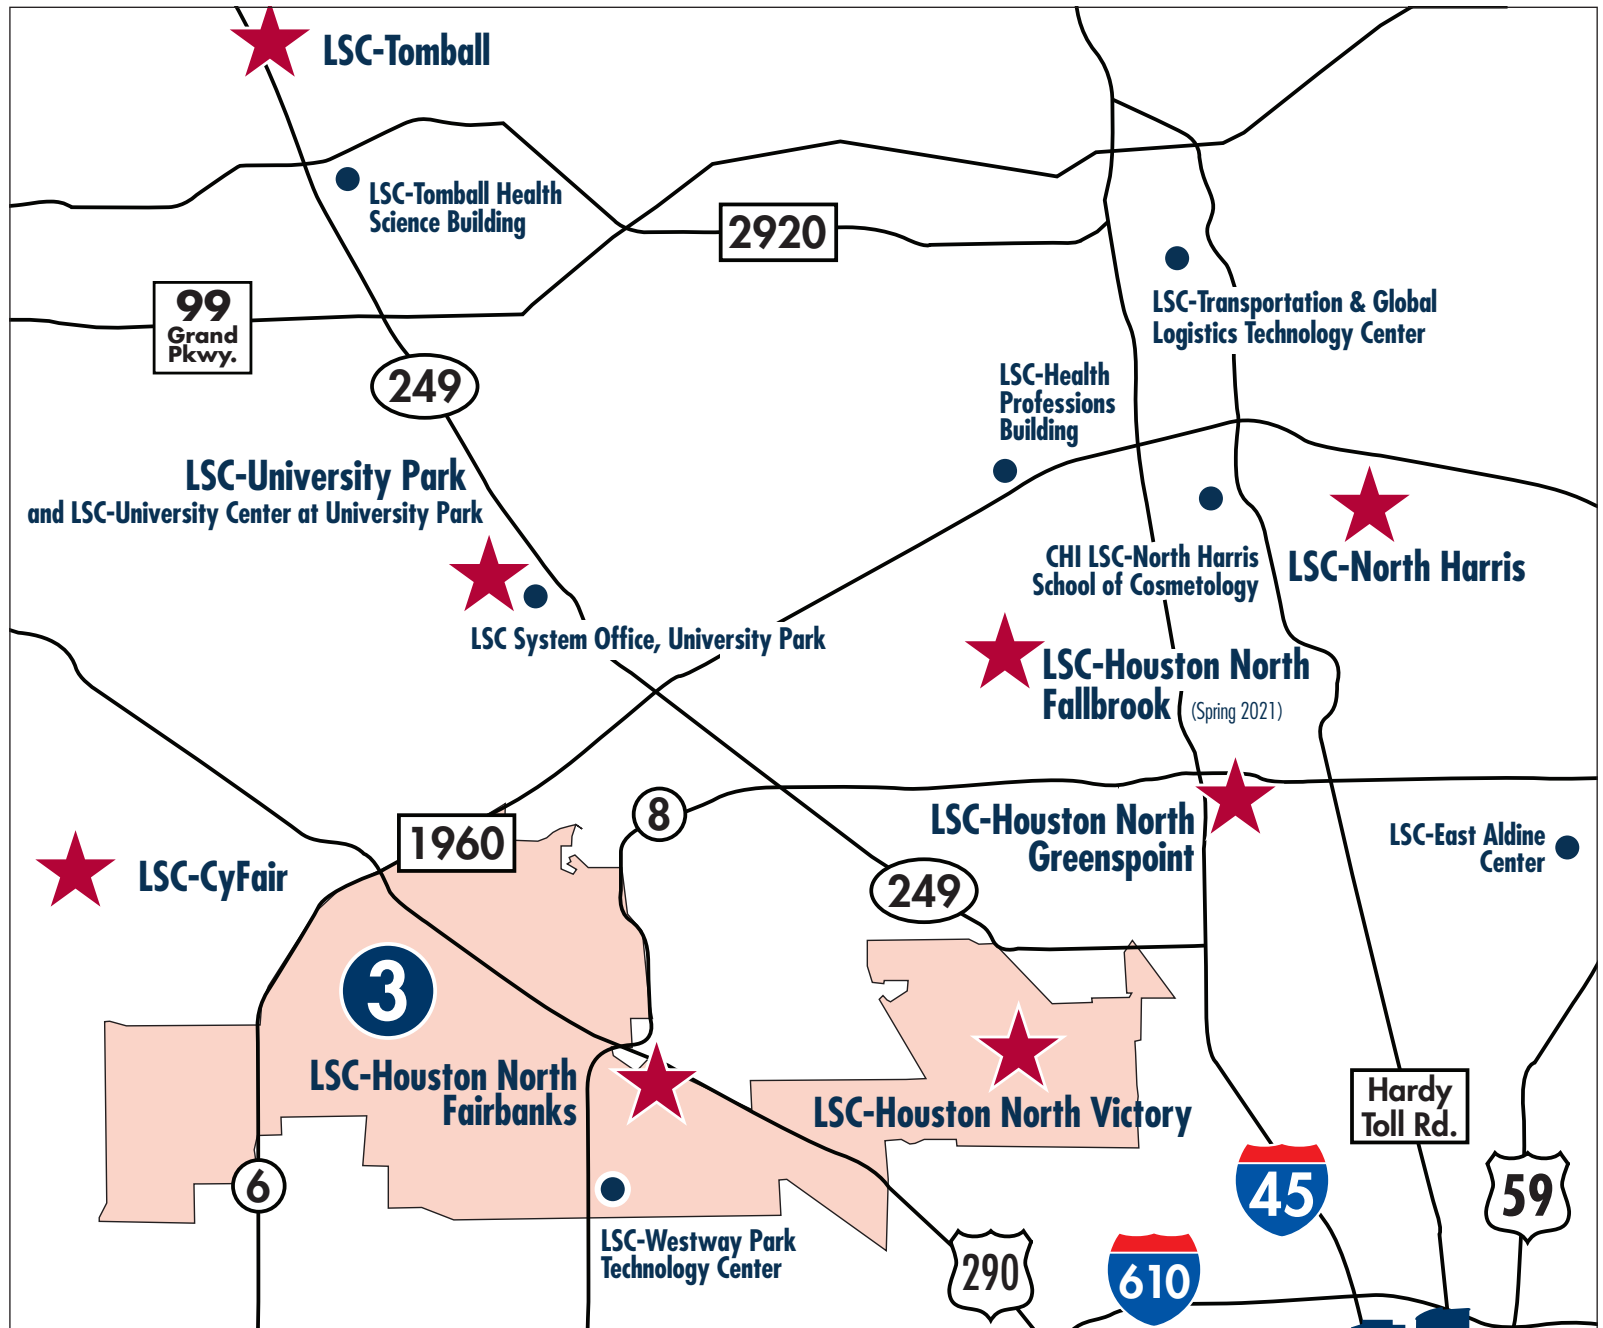 LSC-Tomball
LSC-Tomball Health
Science Building
2920
99
Grand
Pkwy.
LSC-Transportation & Global
Logistics Technology Center
249
LSC-Health
Professions
Building
LSC-University Park
and LSC-University Center at University Park
CHI LSC-North Harris
School of Cosmetology
LSC-North Harris
LSC System Office, University Park
LSC-Houston North
Fallbrook (Spring 2021)
8
1960
LSC-Houston North
Greenspoint
LSC-East Aldine
Center
LSC-CyFair
249
3
LSC-Houston North
Fairbanks
LSC-Houston North Victory
Hardy
Toll Rd.
6
45
59
LSC-Westway Park
Technology Center
290
610